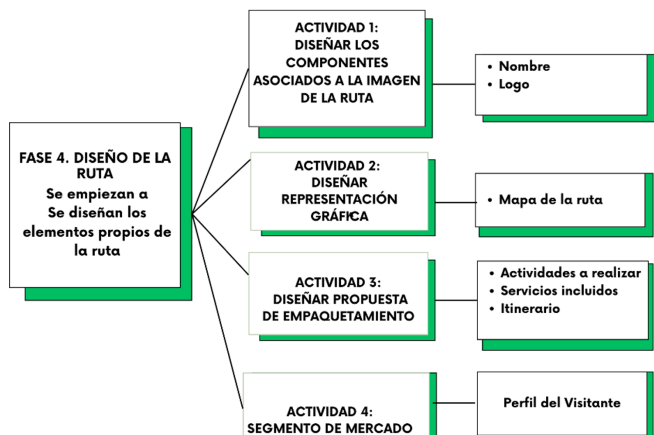 FASE 4. DISEÑO DE LA
RUTA
Se empiezan a
Se diseñan los
elementos propios de
la ruta
ACTIVIDAD 1:
DISEÑAR LOS
COMPONENTES
ASOCIADOS A LA IMAGEN
DE LA RUTA
• Nombre
• Logo
ACTIVIDAD 2:
DISEÑAR
REPRESENTACIÓN
GRÁFICA
• Mapa de la ruta
ACTIVIDAD 3:
DISEÑAR PROPUESTA
DE EMPAQUETAMIENTO
• Actividades a realizar
• Servicios incluidos
• Itinerario
ACTIVIDAD 4:
SEGMENTO DE MERCADO
Perfil del Visitante